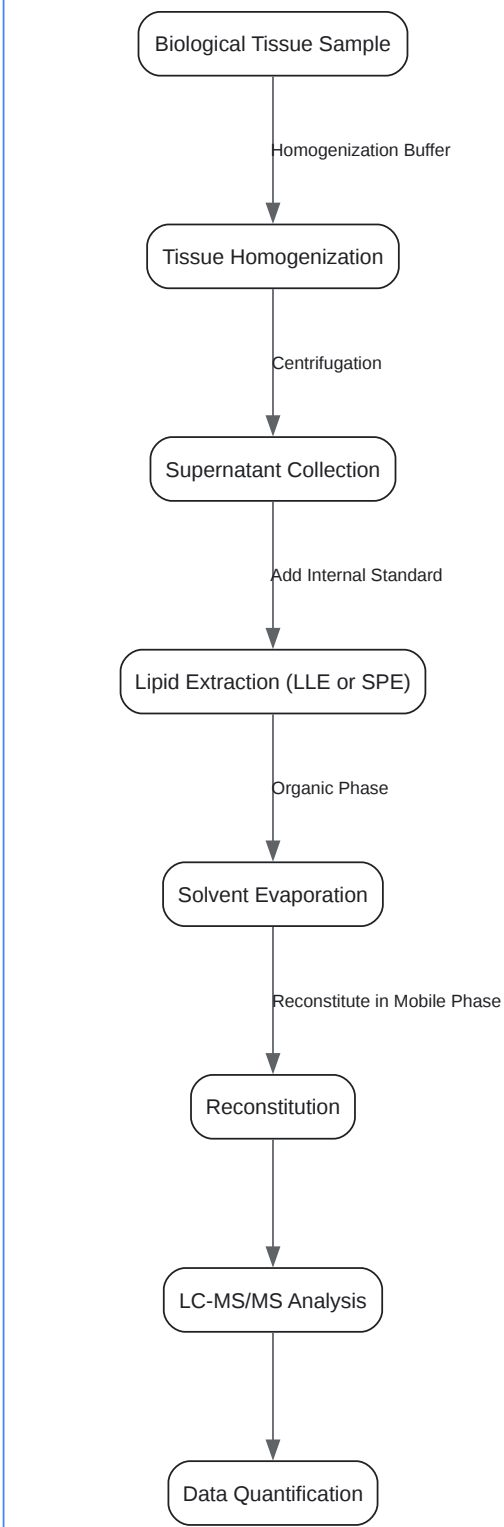 Biological Tissue Sample
Homogenization Buffer
Tissue Homogenization
Centrifugation
Supernatant Collection
Add Internal Standard
Lipid Extraction (LLE or SPE)
Organic Phase
Solvent Evaporation
Reconstitute in Mobile Phase
Reconstitution
LC-MS/MS Analysis
Data Quantification